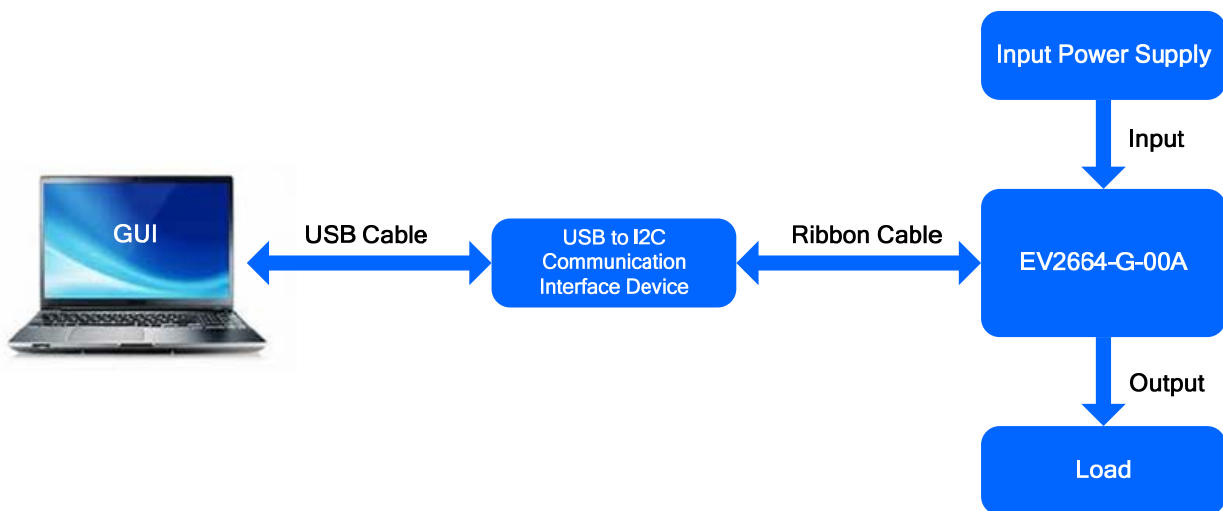 Input Power Supply
Input
GUI
USB Cable
USB to I2C
Communication
Interface Device
Ribbon Cable
EV2664-G-00A
Output
Load